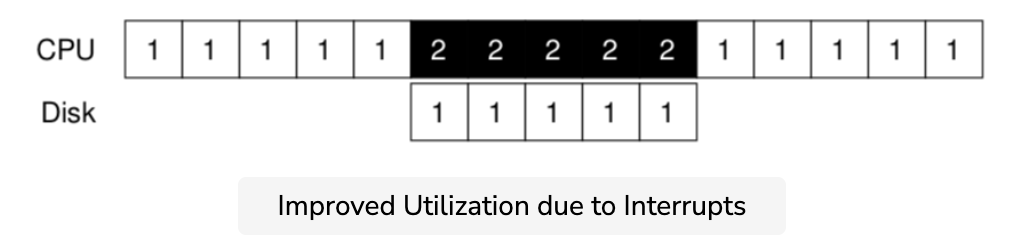 CPU 1 1 1 1 1 2 2 2 2 2 1 1 1 1 1
Disk 1 1 1 1 1
Improved Utilization due to Interrupts